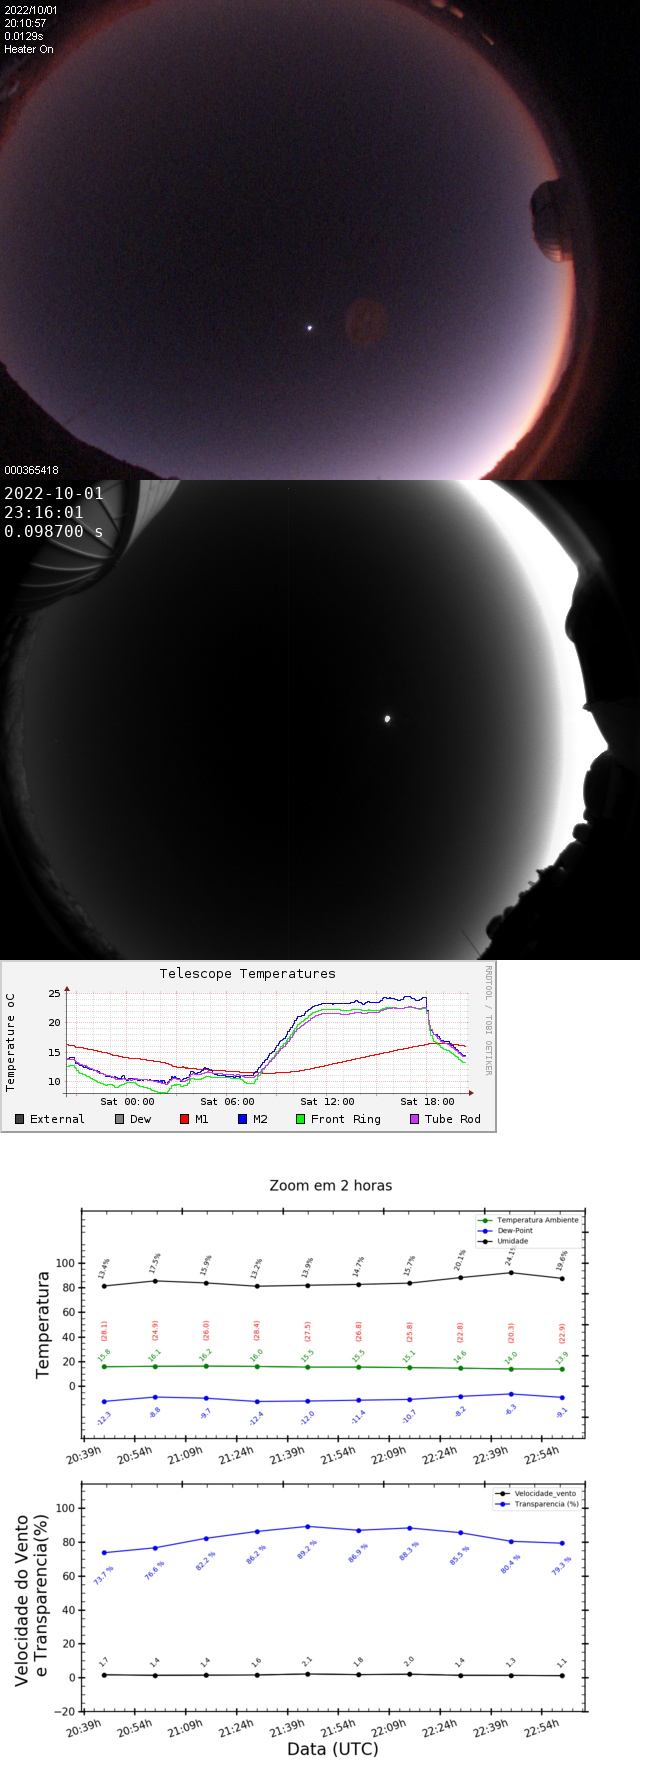 2022/10/01
20:10:57
0.0129s
Heater On
000365418
2022-10-01
23:16:01
0.098700 s
Telescope Temperatures
RRDTOOL / TOBI OETIKER
Temperature oC
25
20
15
10
Sat 00:00 Sat 06:00 Sat 12:00 Sat 18:00
External Dew M1 M2 Front Ring Tube Rod
Zoom em 2 horas
Temperatura
Temperatura Ambiente
Dew-Point
Umidade
100
80
60
40
20
0
13.4% 17.5% 15.9% 13.2% 13.9% 14.7% 15.7% 20.1% 24.1% 19.6%
(28.1) (24.9) (26.0) (28.4) (27.5) (26.8) (25.8) (22.8) (20.3) (22.9)
15.8 16.1 16.2 16.0 15.5 15.5 15.1 14.6 14.0 13.9
-12.3 -8.8 -9.7 -12.4 -12.0 -11.4 -10.7 -8.2 -6.3 -9.1
20:39h 20:54h 21:09h 21:24h 21:39h 21:54h 22:09h 22:24h 22:39h 22:54h
Velocidade do Vento
e Transparencia(%)
Velocidade_vento
Transparencia (%)
100
80
60
40
20
0
−20
73.7 % 76.6 % 82.2 % 86.2 % 89.2 % 86.9 % 88.3 % 85.5 % 80.4 % 79.3 %
1.7 1.4 1.4 1.6 2.1 1.8 2.0 1.4 1.3 1.1
20:39h 20:54h 21:09h 21:24h 21:39h 21:54h 22:09h 22:24h 22:39h 22:54h
Data (UTC)